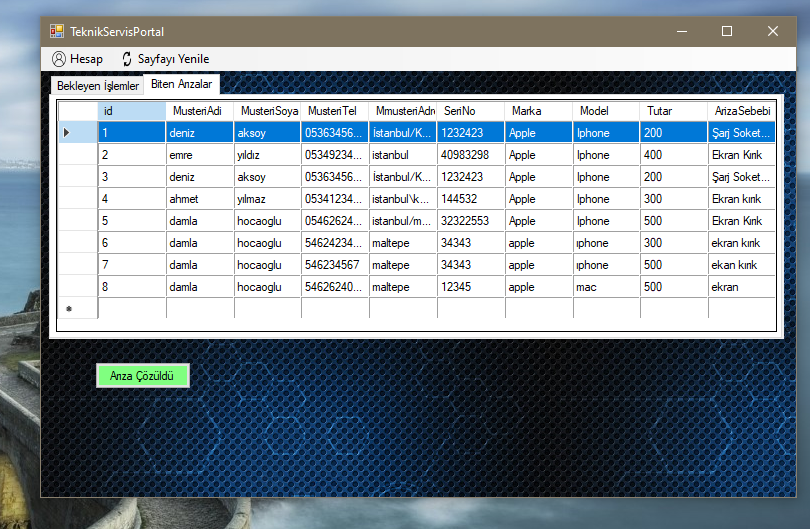 TeknikServisPortal
Hesap Sayfayı Yenile
Bekleyen İşlemler Biten Arızalar
id MusteriAdi MusteriSoya MusteriTel MmusteriAdre SeriNo Marka Model Tutar ArizaSebebi
1 deniz aksoy 05363456... İstanbul/K... 1232423 Apple Iphone 200 Şarj Soket...
2 emre yıldız 05349234... istanbul 40983298 Apple Iphone 400 Ekran Kırık
3 deniz aksoy 05363456... İstanbul/K... 1232423 Apple Iphone 200 Şarj Soket...
4 ahmet yılmaz 05341234... istanbul\k... 144532 Apple Iphone 300 Ekran kırık
5 damla hocaoglu 05462624... istanbul/m... 32322553 Apple Iphone 500 Ekran Kırık
6 damla hocaoglu 54624234... maltepe 34343 apple ıphone 300 ekran kırık
7 damla hocaoglu 546234567 maltepe 34343 apple ıphone 500 ekan kırık
8 damla hocaoglu 54626240... maltepe 12345 apple mac 500 ekran
Arıza Çözüldü